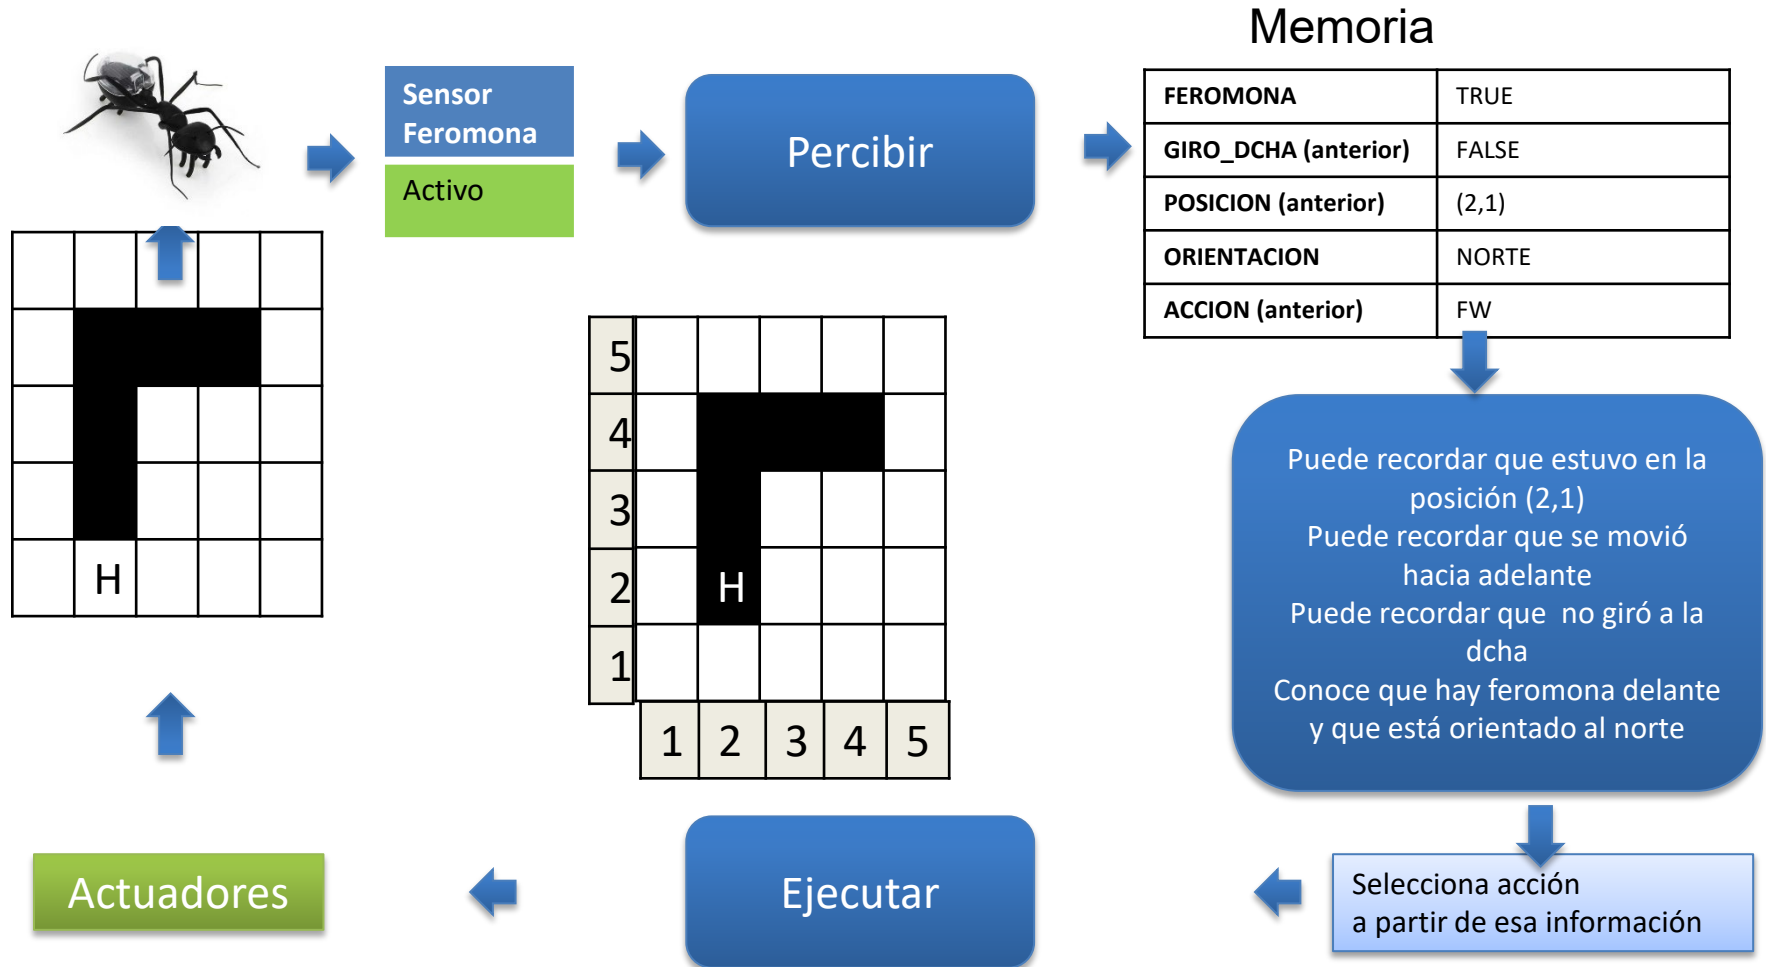 Memoria
Sensor
Feromona
Activo
Percibir
FEROMONA TRUE
GIRO_DCHA (anterior) FALSE
POSICION (anterior) (2,1)
ORIENTACION NORTE
ACCION (anterior) FW
H
5
4
3
2 H
1
1 2 3 4 5
Puede recordar que estuvo en la
posición (2,1)
Puede recordar que se movió
hacia adelante
Puede recordar que no giró a la
dcha
Conoce que hay feromona delante
y que está orientado al norte
Actuadores
Ejecutar
Selecciona acción
a partir de esa información